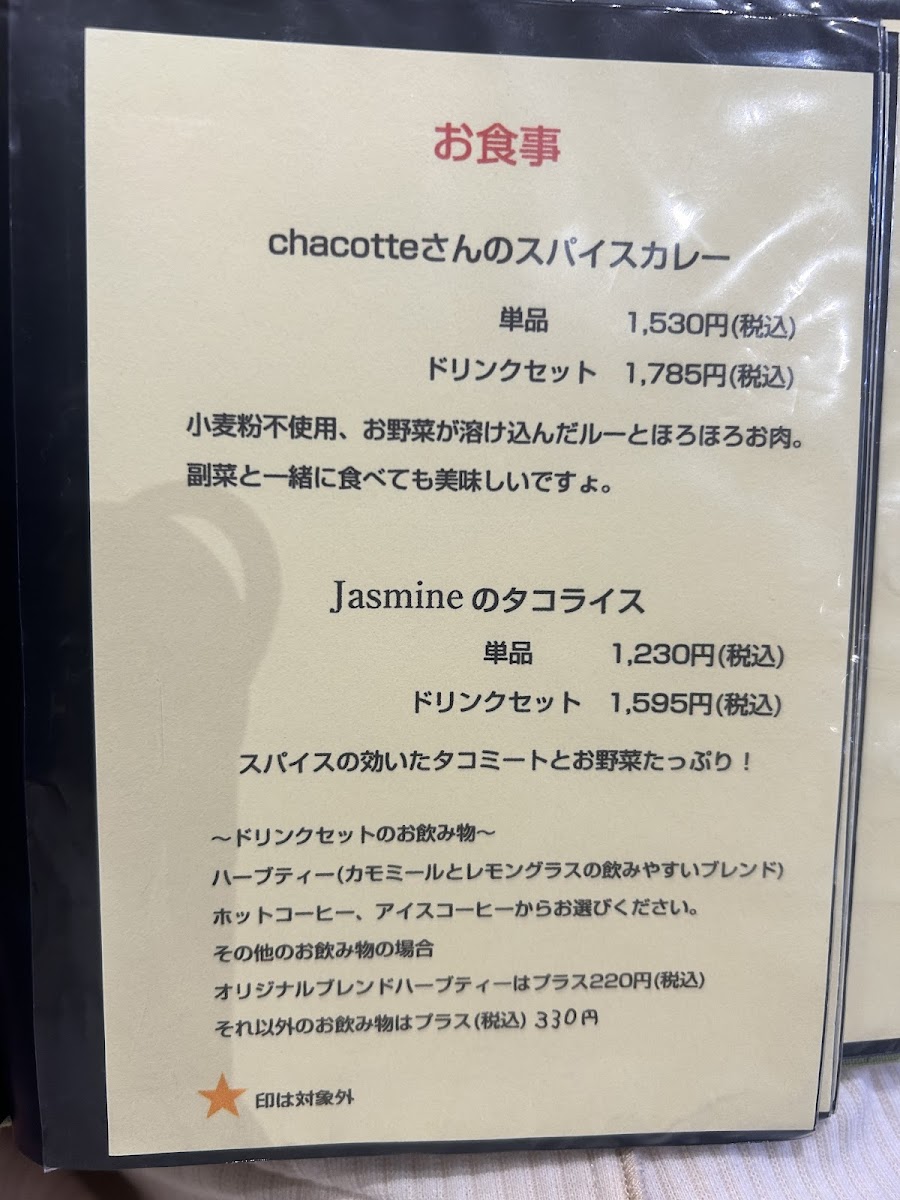 お食事
chacotteさんのスパイスカレー
単品 1,530円(税込)
ドリンクセット 1,785円(税込)
小麦粉不使用、お野菜が溶け込んだルーとほろほろお肉。
副菜と一緒に食べても美味しいですょ。
Jasmineのタコライス
単品 1,230円(税込)
ドリンクセット 1,595円(税込)
スパイスの効いたタコミートとお野菜たっぷり！
～ドリンクセットのお飲み物～
ハーブティー(カモミールとレモングラスの飲みやすいブレンド)
ホットコーヒー、アイスコーヒーからお選びください。
その他のお飲み物の場合
オリジナルブレンドハーブティーはプラス220円(税込)
それ以外のお飲み物はプラス(税込) 330円
★ 印は対象外